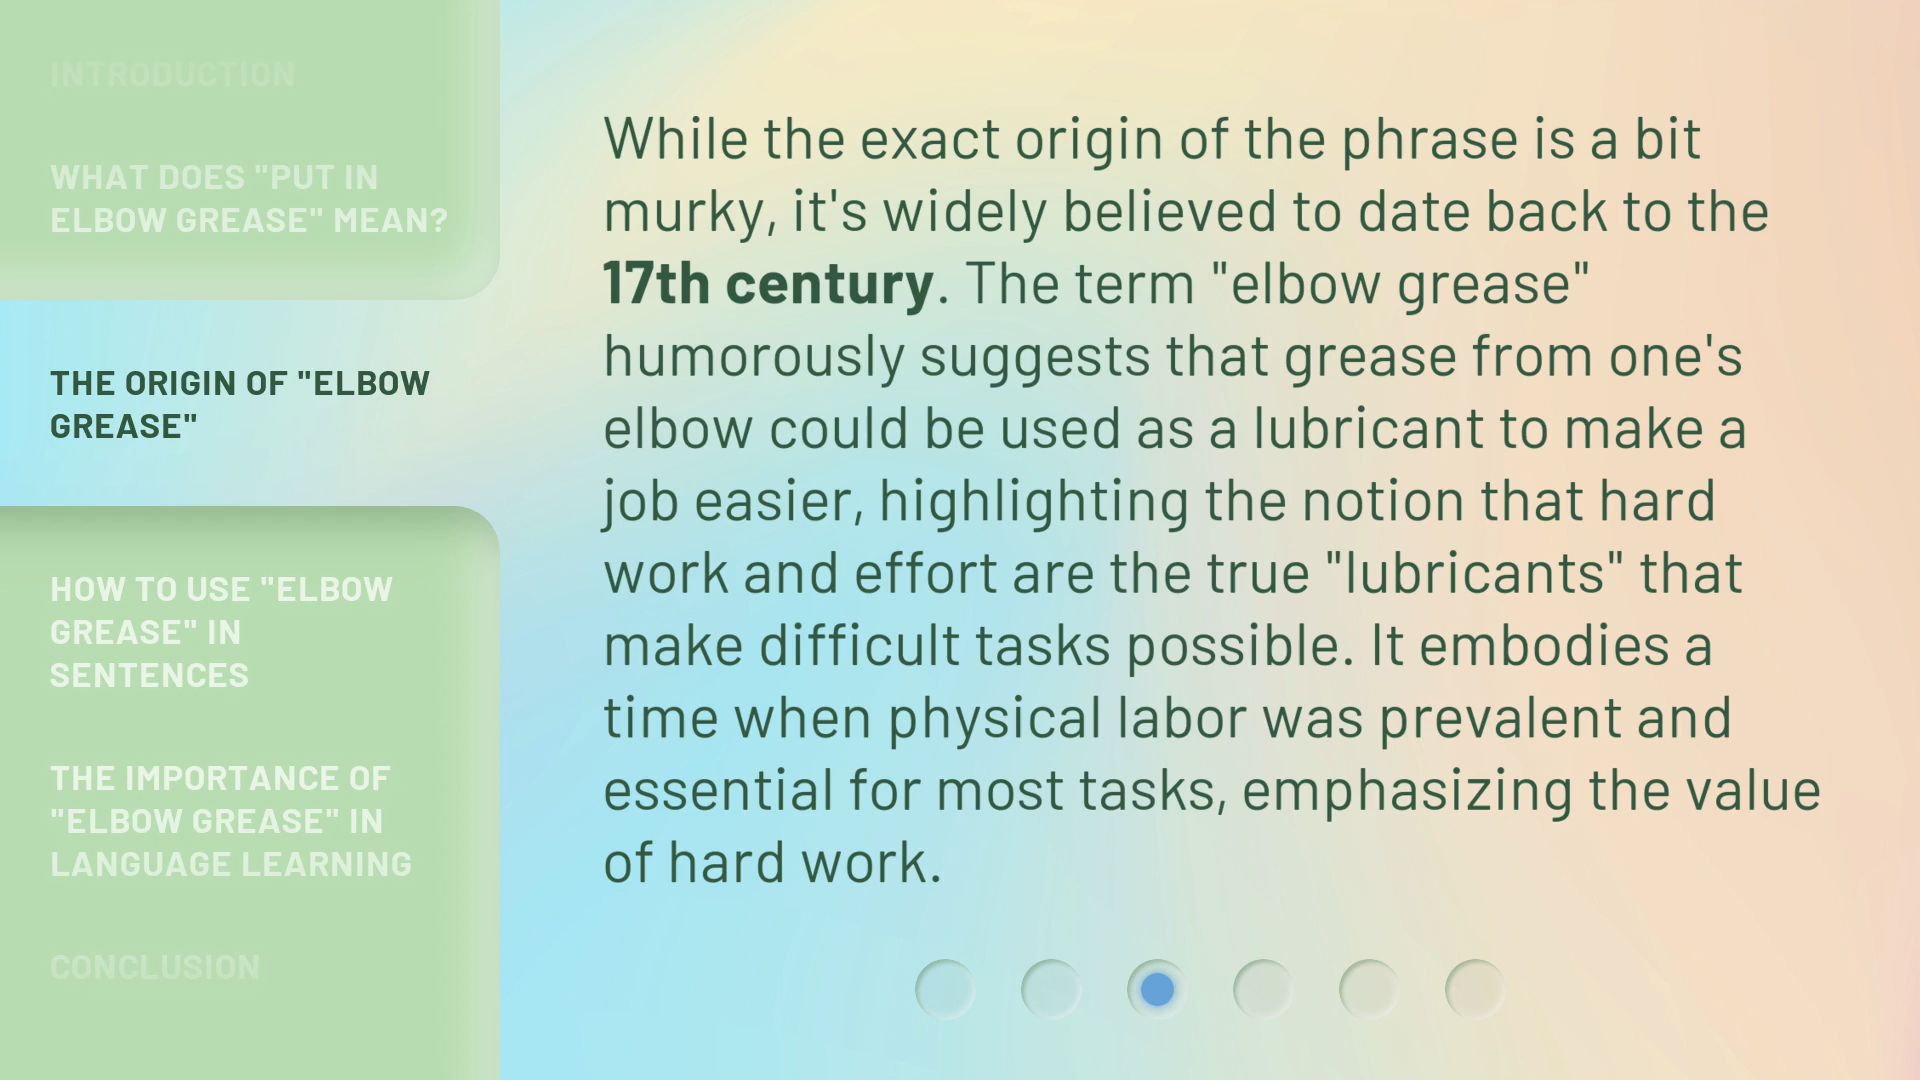 INTRODUCTION
WHAT DOES "PUT IN
ELBOW GREASE" MEAN?
THE ORIGIN OF "ELBOW
GREASE"
HOW TO USE "ELBOW
GREASE" IN
SENTENCES
THE IMPORTANCE OF
"ELBOW GREASE" IN
LANGUAGE LEARNING
CONCLUSION
While the exact origin of the phrase is a bit
murky, it's widely believed to date back to the
17th century. The term "elbow grease"
humorously suggests that grease from one's
elbow could be used as a lubricant to make a
job easier, highlighting the notion that hard
work and effort are the true "lubricants" that
make difficult tasks possible. It embodies a
time when physical labor was prevalent and
essential for most tasks, emphasizing the value
of hard work.